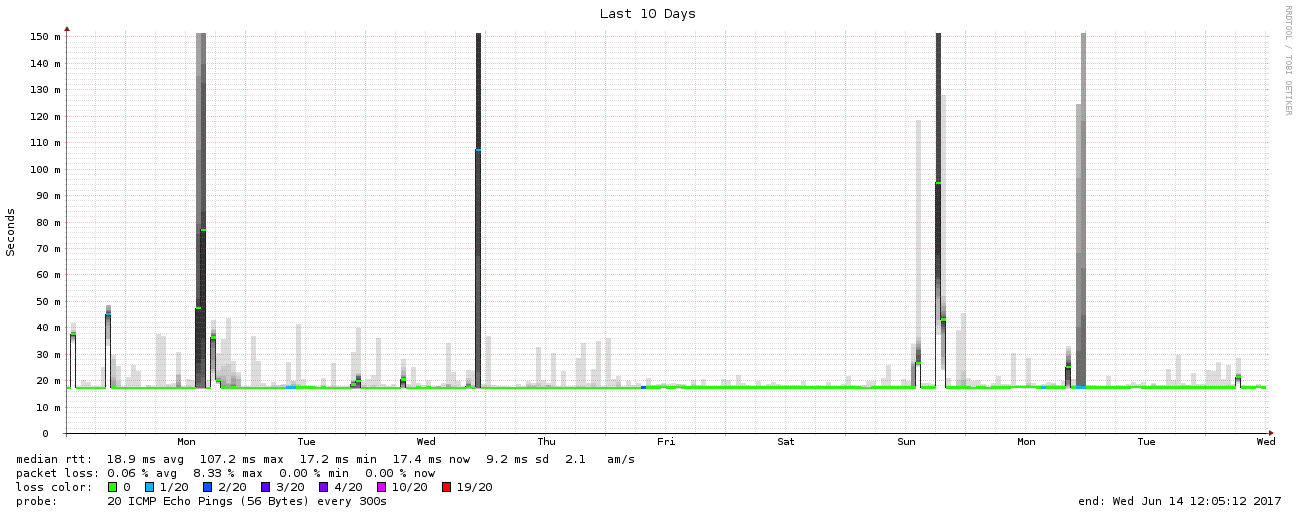 Last 10 Days
RRDTOOL / TOBI OETIKER
Seconds
150 m
140 m
130 m
120 m
110 m
100 m
90 m
80 m
70 m
60 m
50 m
40 m
30 m
20 m
10 m
0
Mon Tue Wed Thu Fri Sat Sun Mon Tue Wed
median rtt: 18.9 ms avg 107.2 ms max 17.2 ms min 17.4 ms now 9.2 ms sd 2.1 am/s
packet loss: 0.06 % avg 8.33 % max 0.00 % min 0.00 % now
loss color: 0 1/20 2/20 3/20 4/20 10/20 19/20
probe: 20 ICMP Echo Pings (56 Bytes) every 300s end: Wed Jun 14 12:05:12 2017